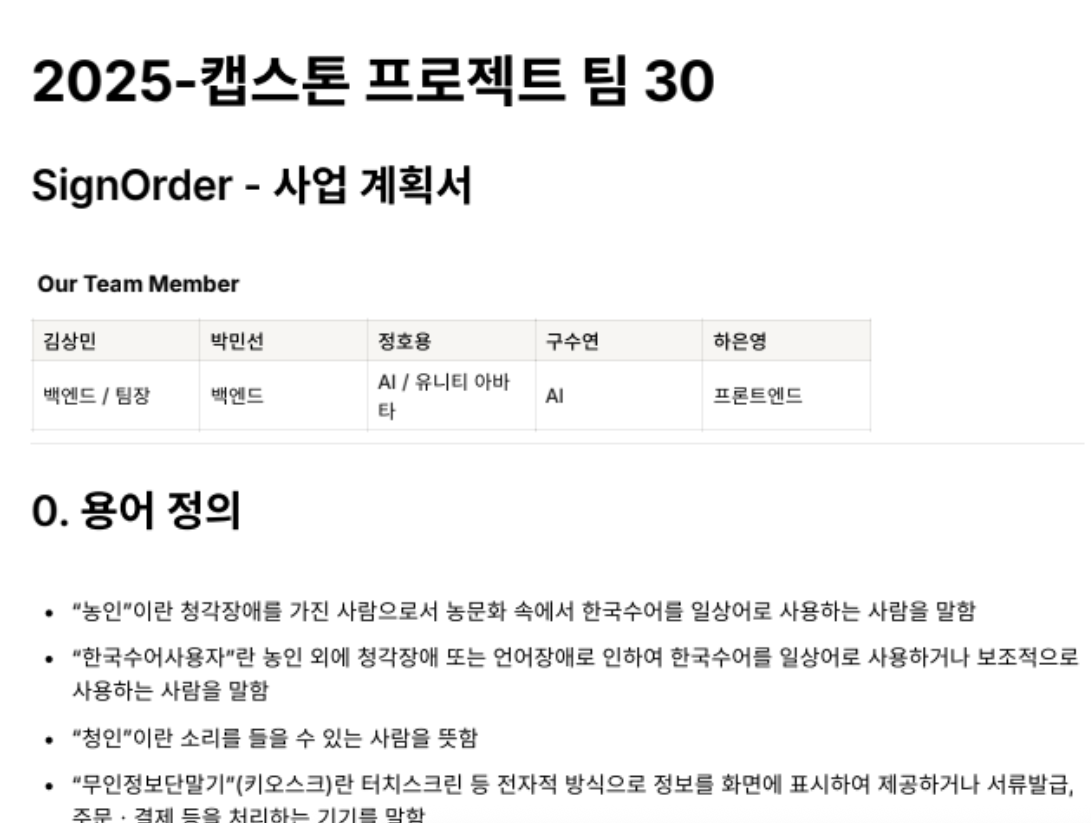 2025-캡스톤 프로젝트 팀 30
SignOrder - 사업 계획서
Our Team Member
김상민 박민선 정호용 구수연 하은영
백엔드 / 팀장 백엔드 AI / 유니티 아바타 AI 프론트엔드
0. 용어 정의
• “농인”이란 청각장애를 가진 사람으로서 농문화 속에서 한국수어를 일상어로 사용하는 사람을 말함
• “한국수어사용자”란 농인 외에 청각장애 또는 언어장애로 인하여 한국수어를 일상어로 사용하거나 보조적으로
사용하는 사람을 말함
• “청인”이란 소리를 들을 수 있는 사람을 뜻함
• “무인정보단말기”(키오스크)란 터치스크린 등 전자적 방식으로 정보를 화면에 표시하여 제공하거나 서류발급,
주문 · 결제 등을 처리하는 기기를 말함